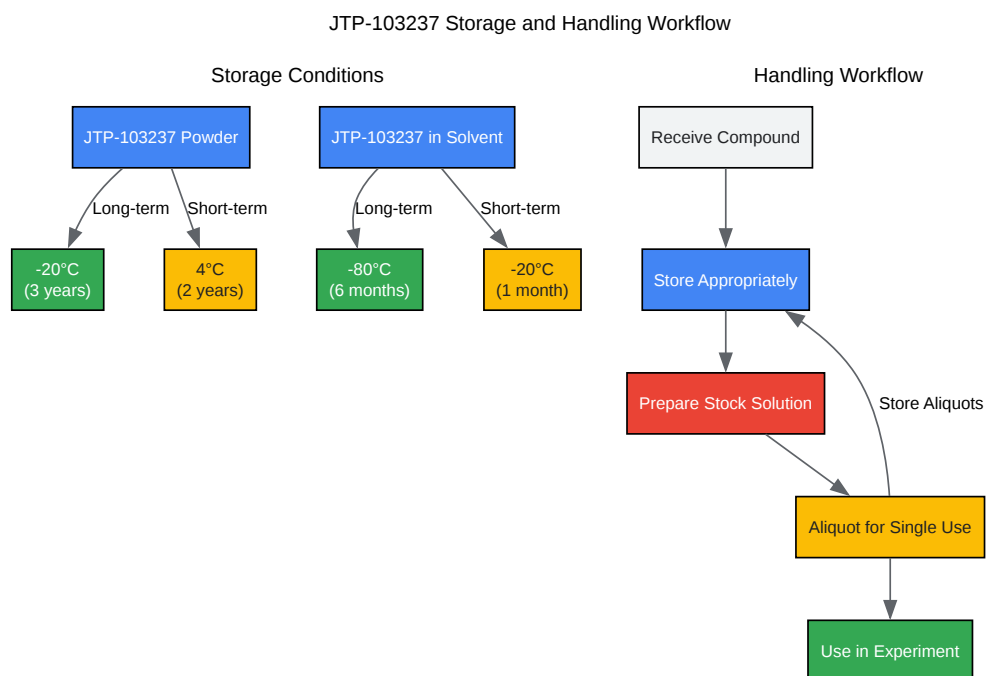 JTP-103237 Storage and Handling Workflow
Storage Conditions
JTP-103237 Powder
JTP-103237 in Solvent
Long-term
Short-term
Long-term
Short-term
-20°C
(3 years)
4°C
(2 years)
-80°C
(6 months)
-20°C
(1 month)
Handling Workflow
Receive Compound
Store Appropriately
Prepare Stock Solution
Store Aliquots
Aliquot for Single Use
Use in Experiment